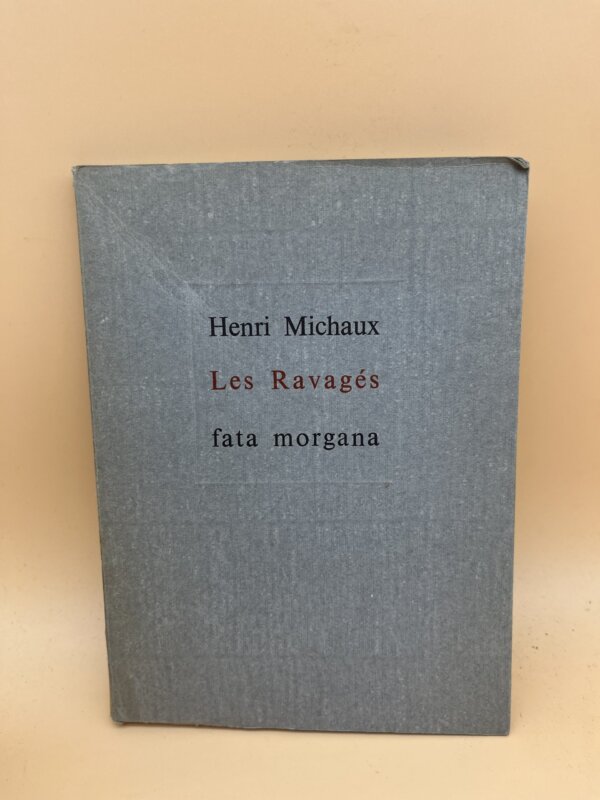 Henri Michaux
Les Ravagés
fata morgana